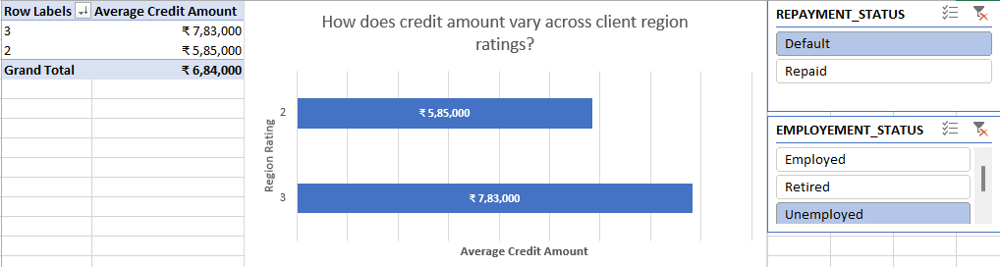 Row Labels Average Credit Amount
3 ₹ 7,83,000
2 ₹ 5,85,000
Grand Total ₹ 6,84,000
How does credit amount vary across client region
ratings?
Region Rating
2 ₹ 5,85,000
3 ₹ 7,83,000
Average Credit Amount
REPAYMENT_STATUS
Default
Repaid
EMPLOYEMENT_STATUS
Employed
Retired
Unemployed